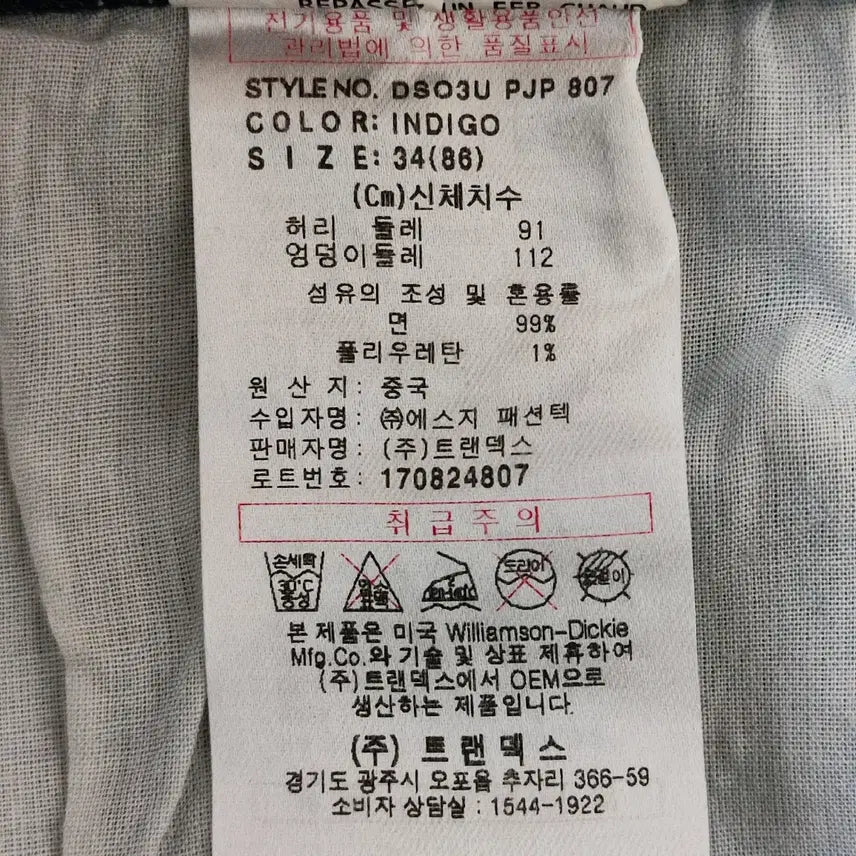 REPASSER UN FER CHAUD
전기용품 및 생활용품안전
관리법에 의한 품질표시
STYLE NO. DSO3U PJP 807
COLOR: INDIGO
SIZE: 34(86)
(Cm)신체치수
허리 둘레 91
엉덩이둘레 112
섬유의 조성 및 혼용률
면 99%
폴리우레탄 1%
원산지: 중국
수입자명: ㈜에스지 패션텍
판매자명: (주)트랜덱스
로트번호: 170824807
취급주의
손세탁 30℃ 중성
염소 표백
드라이
본 제품은 미국 Williamson-Dickie
Mfg.Co.와 기술 및 상표 제휴하여
(주)트랜덱스에서 OEM으로
생산하는 제품입니다.
(주) 트랜덱스
경기도 광주시 오포읍 추자리 366-59
소비자 상담실 : 1544-1922